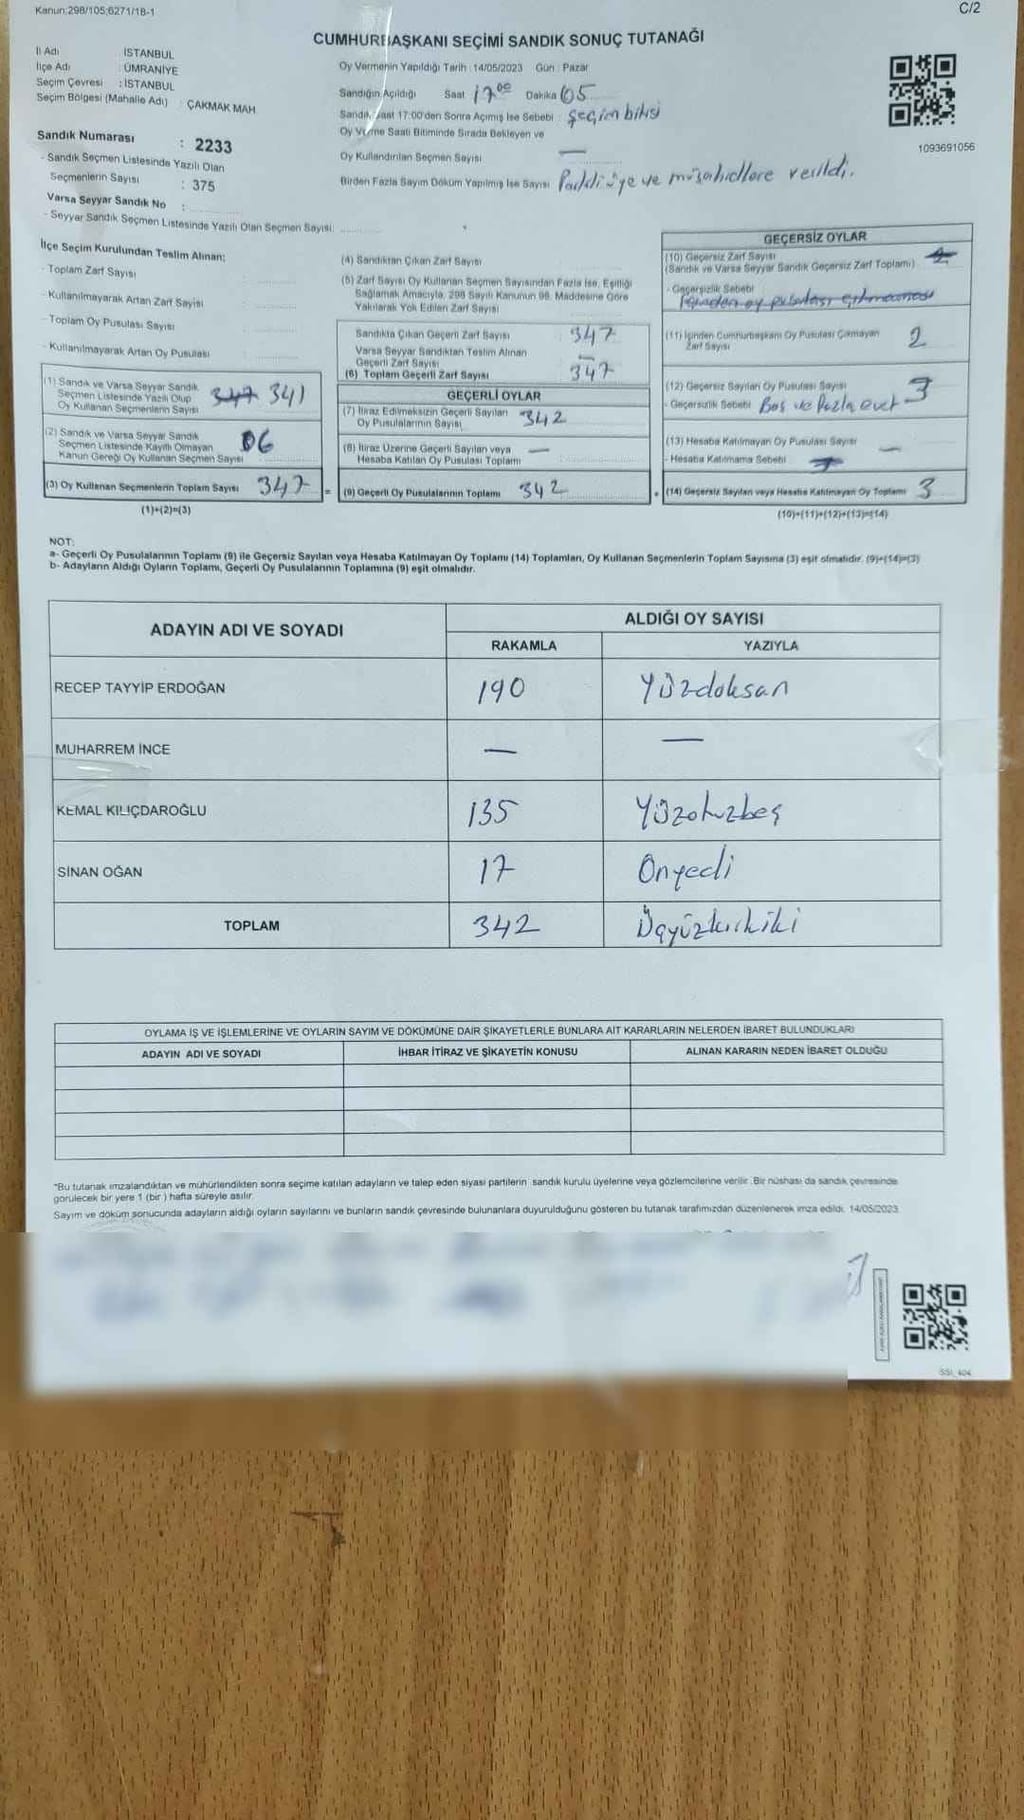 Kanun:298/105;6271/18-1
C/2
CUMHURBAŞKANI SEÇİMİ SANDIK SONUÇ TUTANAĞI
İl Adı : İSTANBUL
İlçe Adı : ÜMRANİYE
Seçim Çevresi : İSTANBUL
Seçim Bölgesi (Mahalle Adı) : ÇAKMAK MAH
Sandık Numarası : 2233
- Sandık Seçmen Listesinde Yazılı Olan
Seçmenlerin Sayısı : 375
Varsa Seyyar Sandık No :
- Seyyar Sandık Seçmen Listesinde Yazılı Olan Seçmen Sayısı:
Oy Vermenin Yapıldığı Tarih : 14/05/2023 Gün : Pazar
Sandığın Açıldığı Saat 17:00 Dakika 05
Sandık Saat 17:00'den Sonra Açılmış İse Sebebi : Seçim bitişi
Oy Verme Saati Bitiminde Sırada Bekleyen ve
Oy Kullandırılan Seçmen Sayısı —
Birden Fazla Sayım Döküm Yapılmış İse Sayısı Partili üye ve müşahidlere verildi.
1093691056
İlçe Seçim Kurulundan Teslim Alınan;
- Toplam Zarf Sayısı
- Kullanılmayarak Artan Zarf Sayısı
- Toplam Oy Pusulası Sayısı
- Kullanılmayarak Artan Oy Pusulası
(1) Sandık ve Varsa Seyyar Sandık
Seçmen Listesinde Yazılı Olup
Oy Kullanan Seçmenlerin Sayısı 347 341
(2) Sandık ve Varsa Seyyar Sandık
Seçmen Listesinde Kayıtlı Olmayan
Kanun Gereği Oy Kullanan Seçmen Sayısı 06
(3) Oy Kullanan Seçmenlerin Toplam Sayısı 347
(1)+(2)=(3)
(4) Sandıktan Çıkan Zarf Sayısı
(5) Zarf Sayısı Oy Kullanan Seçmen Sayısından Fazla İse, Eşitliği
Sağlamak Amacıyla, 298 Sayılı Kanunun 98. Maddesine Göre
Yakılarak Yok Edilen Zarf Sayısı
Sandıkta Çıkan Geçerli Zarf Sayısı 347
Varsa Seyyar Sandıktan Teslim Alınan
Geçerli Zarf Sayısı —
(6) Toplam Geçerli Zarf Sayısı 347
GEÇERLİ OYLAR
(7) İtiraz Edilmeksizin Geçerli Sayılan
Oy Pusulalarının Sayısı 342
(8) İtiraz Üzerine Geçerli Sayılan veya
Hesaba Katılan Oy Pusulası Toplamı —
(9) Geçerli Oy Pusulalarının Toplamı 342
GEÇERSİZ OYLAR
(10) Geçersiz Zarf Sayısı
(Sandık ve Varsa Seyyar Sandık Geçersiz Zarf Toplamı) 2
- Geçersizlik Sebebi
İçinden oy pusulası çıkmaması
(11) İçinden Cumhurbaşkanı Oy Pusulası Çıkmayan
Zarf Sayısı 2
(12) Geçersiz Sayılan Oy Pusulası Sayısı
- Geçersizlik Sebebi Boş ve Fazla evet 3
(13) Hesaba Katılmayan Oy Pusulası Sayısı —
- Hesaba Katılmama Sebebi
(14) Geçersiz Sayılan veya Hesaba Katılmayan Oy Toplamı 3
(10)+(11)+(12)+(13)=(14)
NOT:
a- Geçerli Oy Pusulalarının Toplamı (9) ile Geçersiz Sayılan veya Hesaba Katılmayan Oy Toplamı (14) Toplamları, Oy Kullanan Seçmenlerin Toplam Sayısına (3) eşit olmalıdır. (9)+(14)=(3)
b- Adayların Aldığı Oyların Toplamı, Geçerli Oy Pusulalarının Toplamına (9) eşit olmalıdır.
ADAYIN ADI VE SOYADI
ALDIĞI OY SAYISI
RAKAMLA YAZIYLA
RECEP TAYYİP ERDOĞAN 190 Yüzdoksan
MUHARREM İNCE — —
KEMAL KILIÇDAROĞLU 135 Yüzotuzbeş
SİNAN OĞAN 17 Onyedi
TOPLAM 342 Üçyüzkırkiki
OYLAMA İŞ VE İŞLEMLERİNE VE OYLARIN SAYIM VE DÖKÜMÜNE DAİR ŞİKAYETLERLE BUNLARA AİT KARARLARIN NELERDEN İBARET BULUNDUKLARI
ADAYIN ADI VE SOYADI İHBAR İTİRAZ VE ŞİKAYETİN KONUSU ALINAN KARARIN NEDEN İBARET OLDUĞU
*Bu tutanak imzalandıktan ve mühürlendikten sonra seçime katılan adayların ve talep eden siyasi partilerin sandık kurulu üyelerine veya gözlemcilerine verilir. Bir nüshası da sandık çevresinde
görülecek bir yere 1 (bir ) hafta süreyle asılır.
Sayım ve döküm sonucunda adayların aldığı oyların sayılarını ve bunların sandık çevresinde bulunanlara duyurulduğunu gösteren bu tutanak tarafımızdan düzenlenerek imza edildi. 14/05/2023
SSI_404